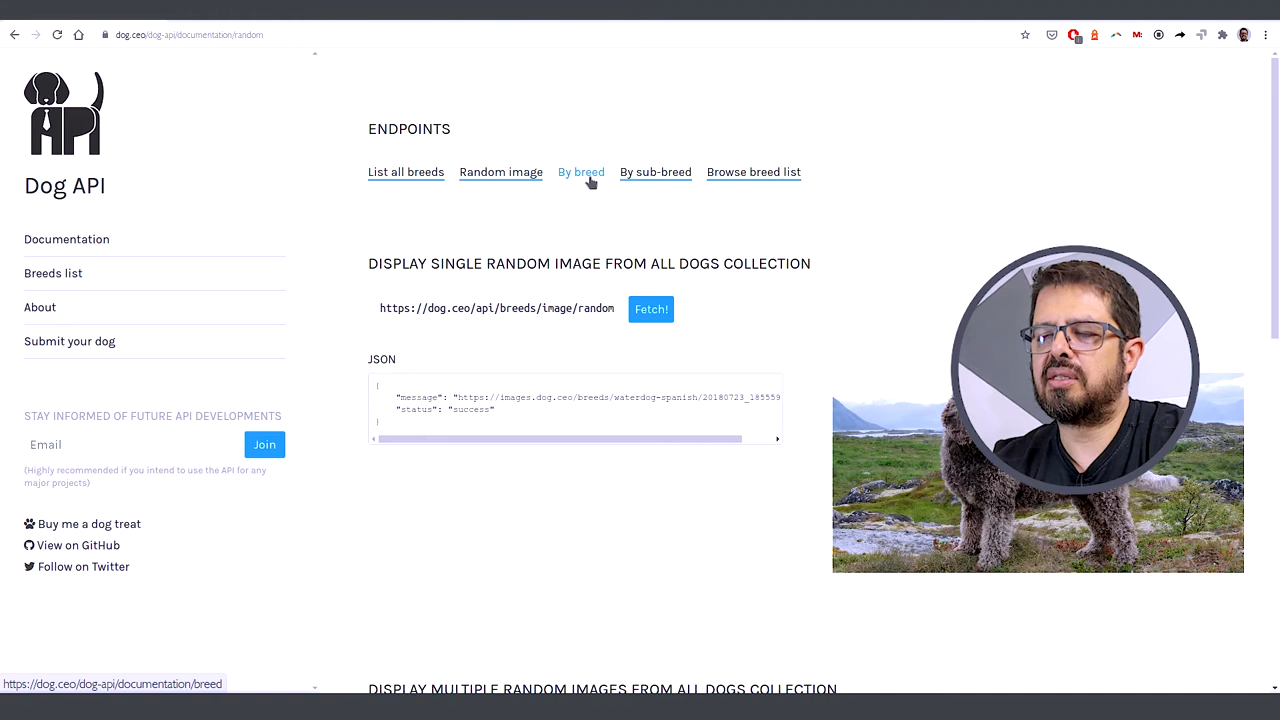 dog.ceo/dog-api/documentation/random
API
Dog API
Documentation
Breeds list
About
Submit your dog
STAY INFORMED OF FUTURE API DEVELOPMENTS
Email
Join
(Highly recommended if you intend to use the API for any
major projects)
Buy me a dog treat
View on GitHub
Follow on Twitter
ENDPOINTS
List all breeds Random image By breed By sub-breed Browse breed list
DISPLAY SINGLE RANDOM IMAGE FROM ALL DOGS COLLECTION
https://dog.ceo/api/breeds/image/random Fetch!
JSON
{
"message": "https://images.dog.ceo/breeds/waterdog-spanish/20180723_185559
"status": "success"
}
DISPLAY MULTIPLE RANDOM IMAGES FROM ALL DOGS COLLECTION
https://dog.ceo/dog-api/documentation/breed